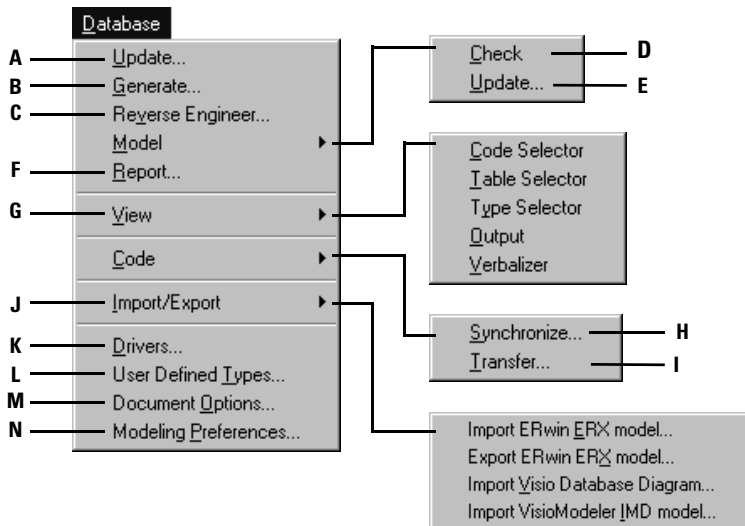 Database
A Update...
B Generate...
C Reverse Engineer...
Model
F Report...
G View
Code
J Import/Export
K Drivers...
L User Defined Types...
M Document Options...
N Modeling Preferences...
Check D
Update... E
Code Selector
Table Selector
Type Selector
Output
Verbalizer
Synchronize... H
Transfer... I
Import ERwin ERX model...
Export ERwin ERX model...
Import Visio Database Diagram...
Import VisioModeler IMD model...